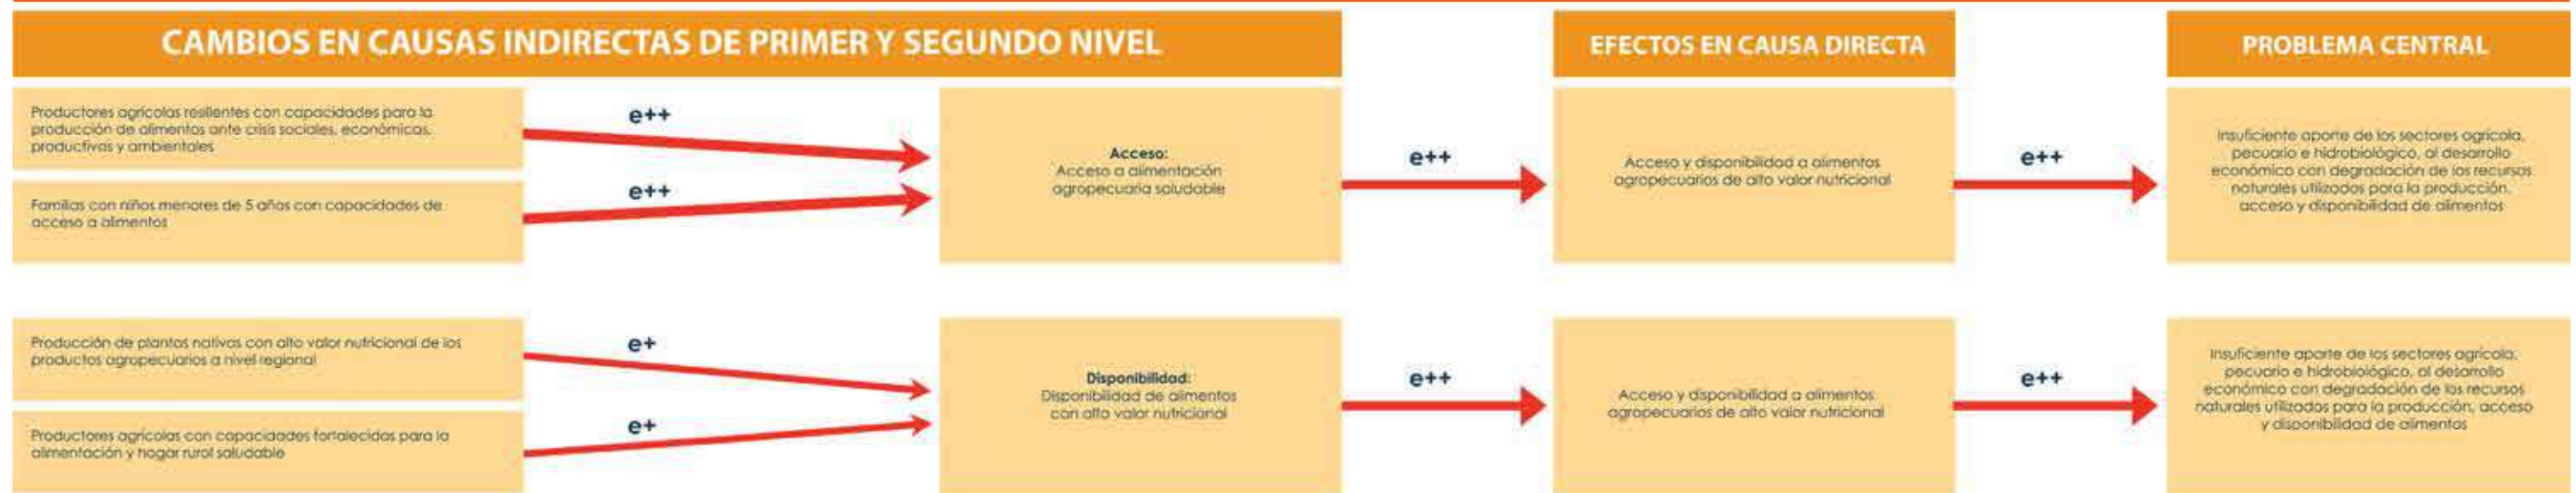 CAMBIOS EN CAUSAS INDIRECTAS DE PRIMER Y SEGUNDO NIVEL
EFECTOS EN CAUSA DIRECTA
PROBLEMA CENTRAL
Productores agrícolas resilientes con capacidades para la
producción de alimentos ante crisis sociales, económicas,
productivas y ambientales
e++
Familias con niños menores de 5 años con capacidades de
acceso a alimentos
e++
Acceso:
Acceso a alimentación
agropecuaria saludable
e++
Acceso y disponibilidad a alimentos
agropecuarios de alto valor nutricional
e++
Insuficiente aporte de los sectores agrícola,
pecuario e hidrobiológico, al desarrollo
económico con degradación de los recursos
naturales utilizados para la producción,
acceso y disponibilidad de alimentos
Producción de plantas nativas con alto valor nutricional de los
productos agropecuarios a nivel regional
e+
Productores agrícolas con capacidades fortalecidas para la
alimentación y hogar rural saludable
e+
Disponibilidad:
Disponibilidad de alimentos
con alto valor nutricional
e++
Acceso y disponibilidad a alimentos
agropecuarios de alto valor nutricional
e++
Insuficiente aporte de los sectores agrícola,
pecuario e hidrobiológico, al desarrollo
económico con degradación de los recursos
naturales utilizados para la producción, acceso
y disponibilidad de alimentos